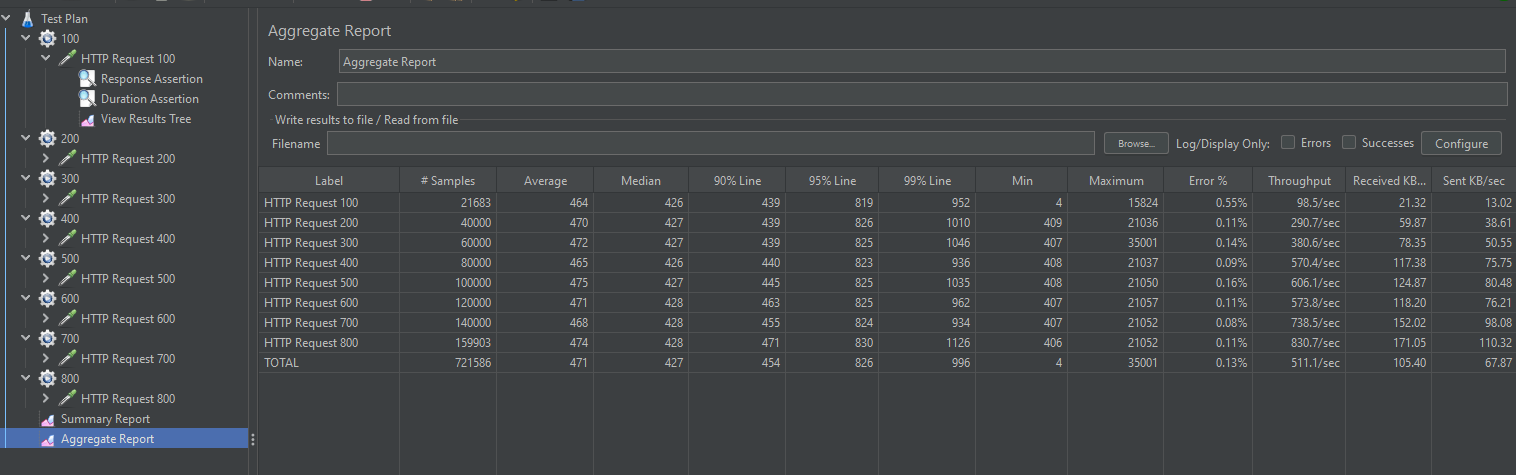 Test Plan
100
HTTP Request 100
Response Assertion
Duration Assertion
View Results Tree
200
HTTP Request 200
300
HTTP Request 300
400
HTTP Request 400
500
HTTP Request 500
600
HTTP Request 600
700
HTTP Request 700
800
HTTP Request 800
Summary Report
Aggregate Report
Aggregate Report
Name: Aggregate Report
Comments:
Write results to file / Read from file
Filename Browse... Log/Display Only: Errors Successes Configure
Label # Samples Average Median 90% Line 95% Line 99% Line Min Maximum Error % Throughput Received KB... Sent KB/sec
HTTP Request 100 21683 464 426 439 819 952 4 15824 0.55% 98.5/sec 21.32 13.02
HTTP Request 200 40000 470 427 439 826 1010 409 21036 0.11% 290.7/sec 59.87 38.61
HTTP Request 300 60000 472 427 439 825 1046 407 35001 0.14% 380.6/sec 78.35 50.55
HTTP Request 400 80000 465 426 440 823 936 408 21037 0.09% 570.4/sec 117.38 75.75
HTTP Request 500 100000 475 427 445 825 1035 408 21050 0.16% 606.1/sec 124.87 80.48
HTTP Request 600 120000 471 428 463 825 962 407 21057 0.11% 573.8/sec 118.20 76.21
HTTP Request 700 140000 468 428 455 824 934 407 21052 0.08% 738.5/sec 152.02 98.08
HTTP Request 800 159903 474 428 471 830 1126 406 21052 0.11% 830.7/sec 171.05 110.32
TOTAL 721586 471 427 454 826 996 4 35001 0.13% 511.1/sec 105.40 67.87